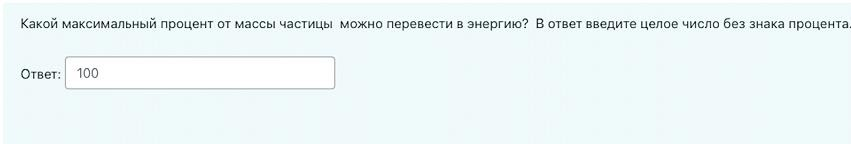 Какой максимальный процент от массы частицы можно перевести в энергию? В ответ введите целое число без знака процента.
Ответ: 100